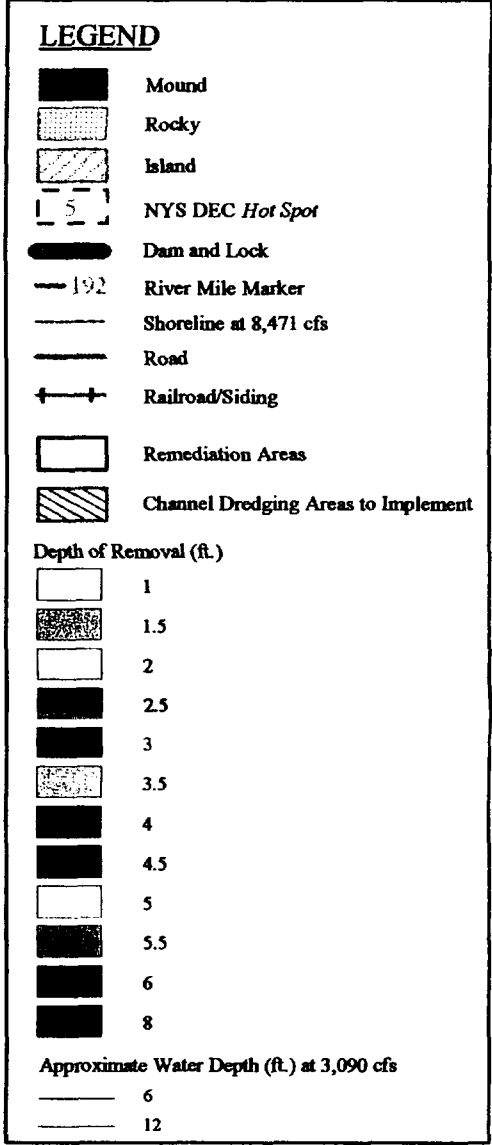 LEGEND
Mound
Rocky
Island
5 NYS DEC Hot Spot
Dam and Lock
192 River Mile Marker
Shoreline at 8,471 cfs
Road
Railroad/Siding
Remediation Areas
Channel Dredging Areas to Implement
Depth of Removal (ft.)
1
1.5
2
2.5
3
3.5
4
4.5
5
5.5
6
8
Approximate Water Depth (ft.) at 3,090 cfs
6
12